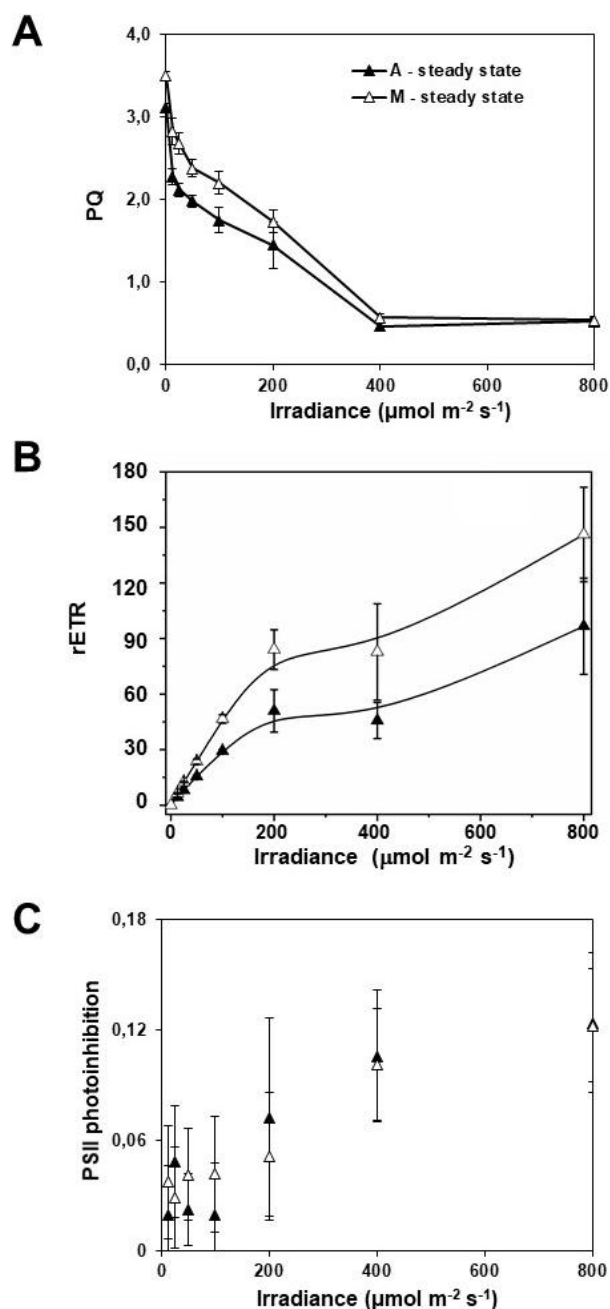 A
4,0
3,0
2,0
1,0
0,0
PQ
A - steady state
M - steady state
0
200
400
600
800
Irradiance (µmol m⁻² s⁻¹)
B
180
150
120
90
60
30
0
rETR
0
200
400
600
800
Irradiance (µmol m⁻² s⁻¹)
C
0,18
0,12
0,06
0
PSII photoinhibition
0
200
400
600
800
Irradiance (µmol m⁻² s⁻¹)